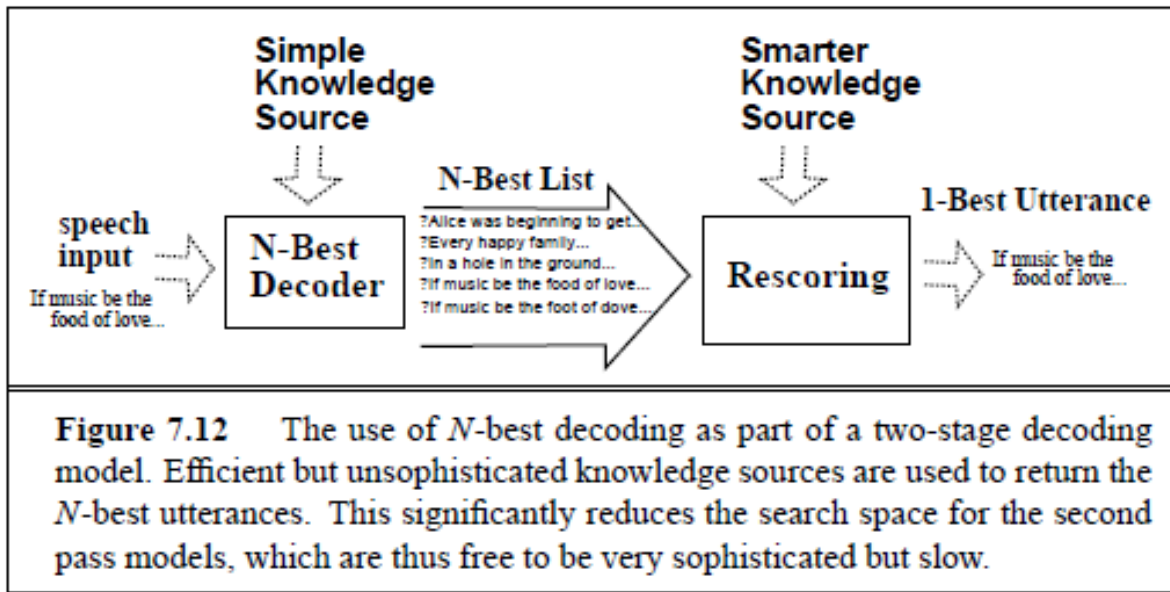 Simple
Knowledge
Source
Smarter
Knowledge
Source
speech
input
If music be the
food of love...
N-Best
Decoder
N-Best List
?Alice was beginning to get...
?Every happy family...
?In a hole in the ground...
?If music be the food of love...
?If music be the foot of dove...
Rescoring
1-Best Utterance
If music be the
food of love...
Figure 7.12 The use of N-best decoding as part of a two-stage decoding
model. Efficient but unsophisticated knowledge sources are used to return the
N-best utterances. This significantly reduces the search space for the second
pass models, which are thus free to be very sophisticated but slow.